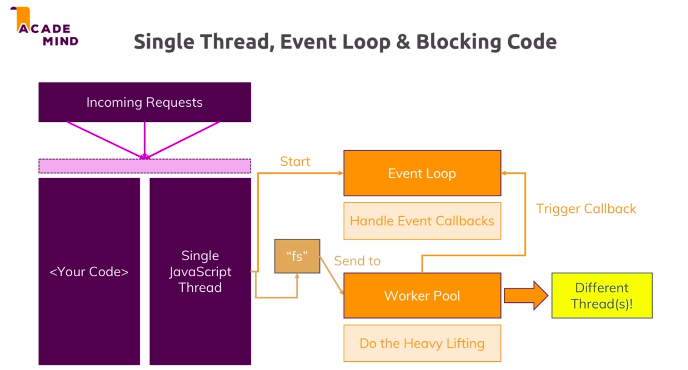 ACADE
MIND
Single Thread, Event Loop & Blocking Code
Incoming Requests
Start
Event Loop
Handle Event Callbacks
Trigger Callback
<Your Code>
Single
JavaScript
Thread
“fs”
Send to
Worker Pool
Different
Thread(s)!
Do the Heavy Lifting